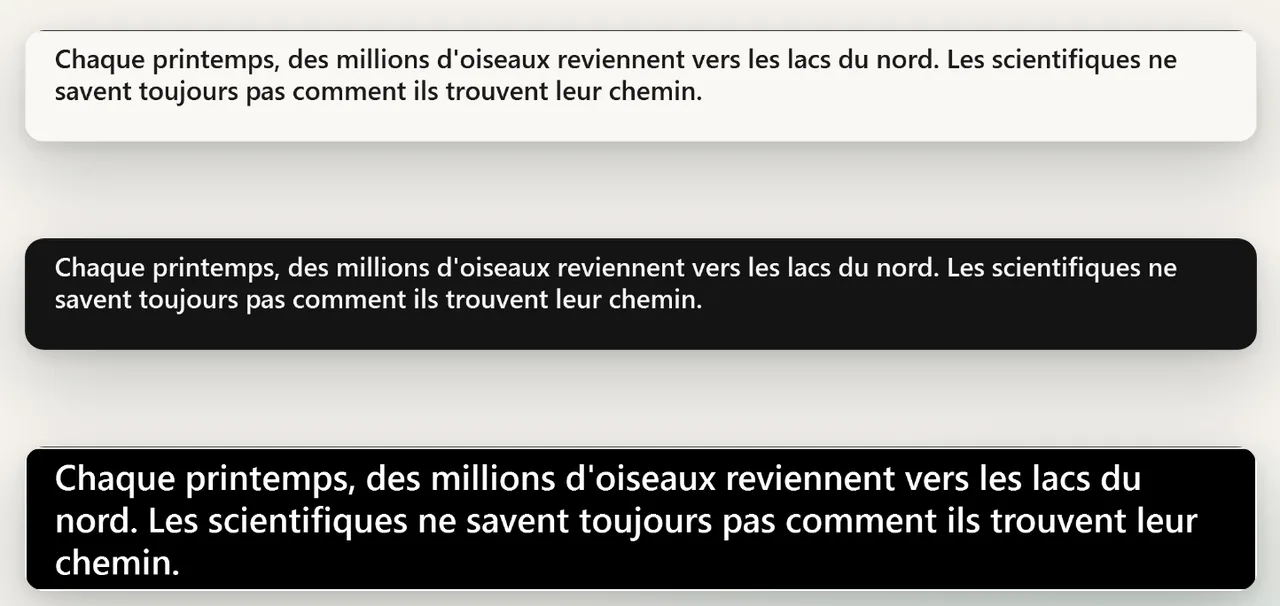 Chaque printemps, des millions d'oiseaux reviennent vers les lacs du nord. Les scientifiques ne
savent toujours pas comment ils trouvent leur chemin.
Chaque printemps, des millions d'oiseaux reviennent vers les lacs du nord. Les scientifiques ne
savent toujours pas comment ils trouvent leur chemin.
Chaque printemps, des millions d'oiseaux reviennent vers les lacs du
nord. Les scientifiques ne savent toujours pas comment ils trouvent leur
chemin.